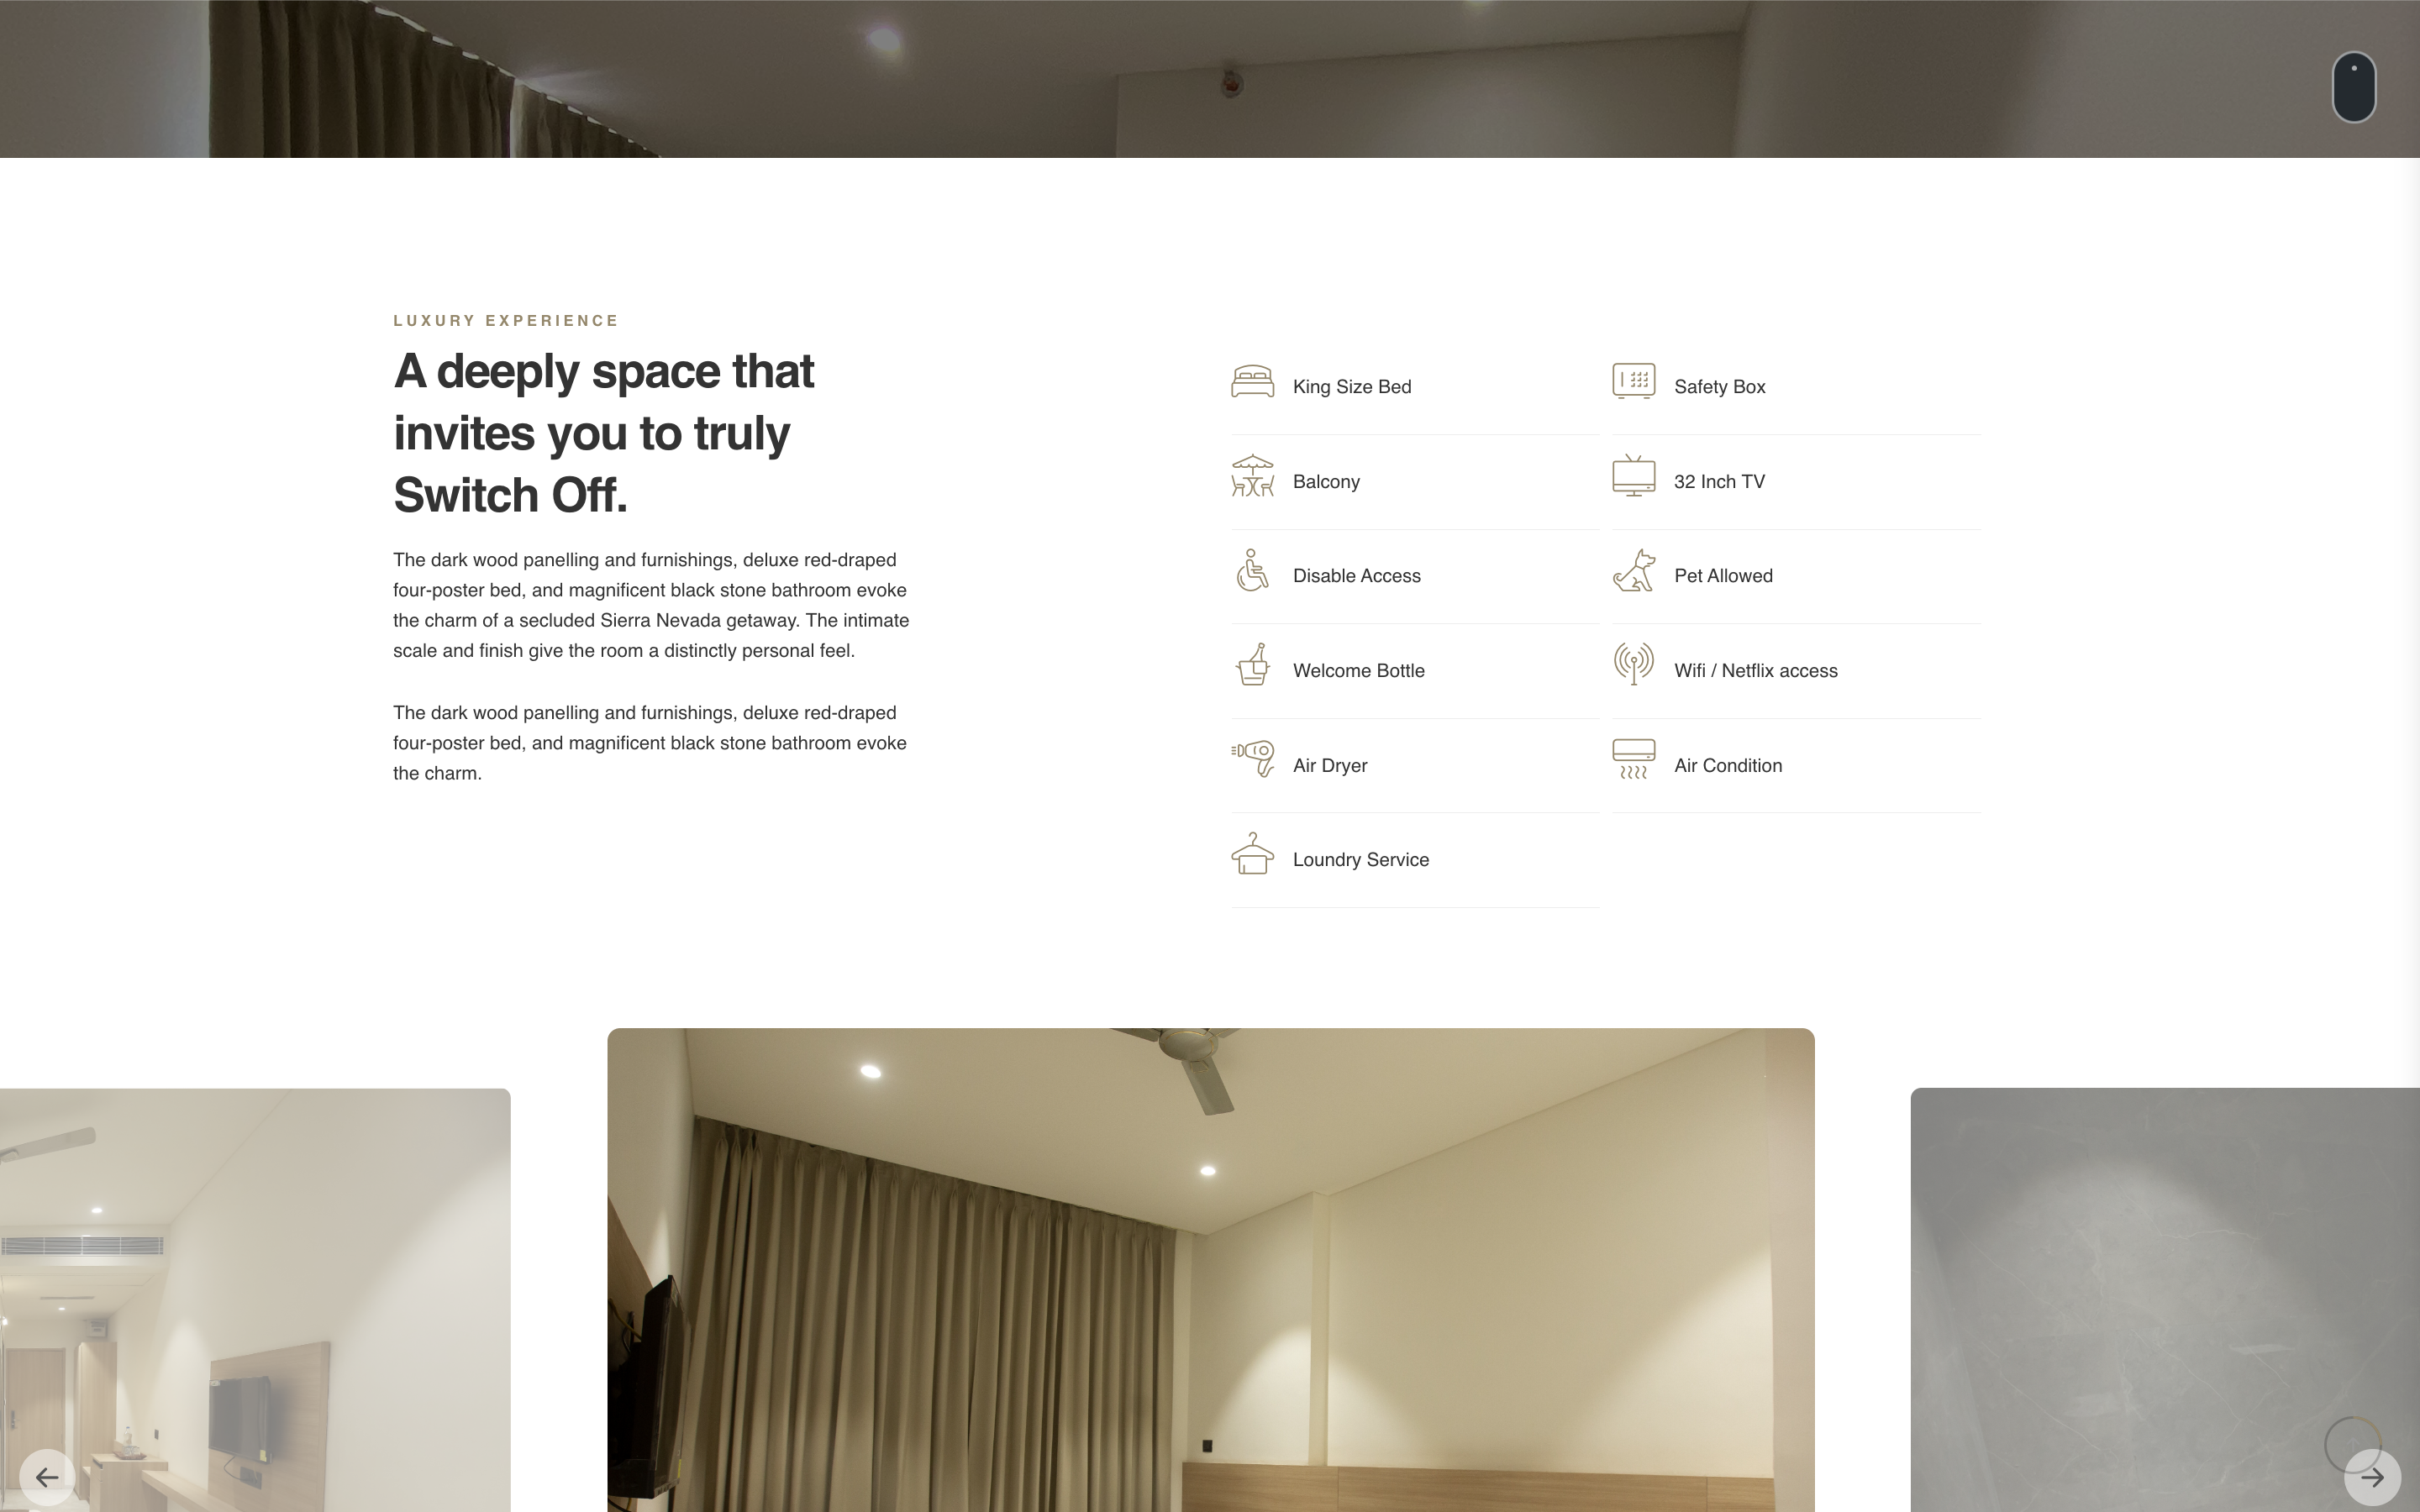 LUXURY EXPERIENCE
A deeply space that
invites you to truly
Switch Off.
The dark wood panelling and furnishings, deluxe red-draped
four-poster bed, and magnificent black stone bathroom evoke
the charm of a secluded Sierra Nevada getaway. The intimate
scale and finish give the room a distinctly personal feel.
The dark wood panelling and furnishings, deluxe red-draped
four-poster bed, and magnificent black stone bathroom evoke
the charm.
King Size Bed
Safety Box
Balcony
32 Inch TV
Disable Access
Pet Allowed
Welcome Bottle
Wifi / Netflix access
Air Dryer
Air Condition
Loundry Service